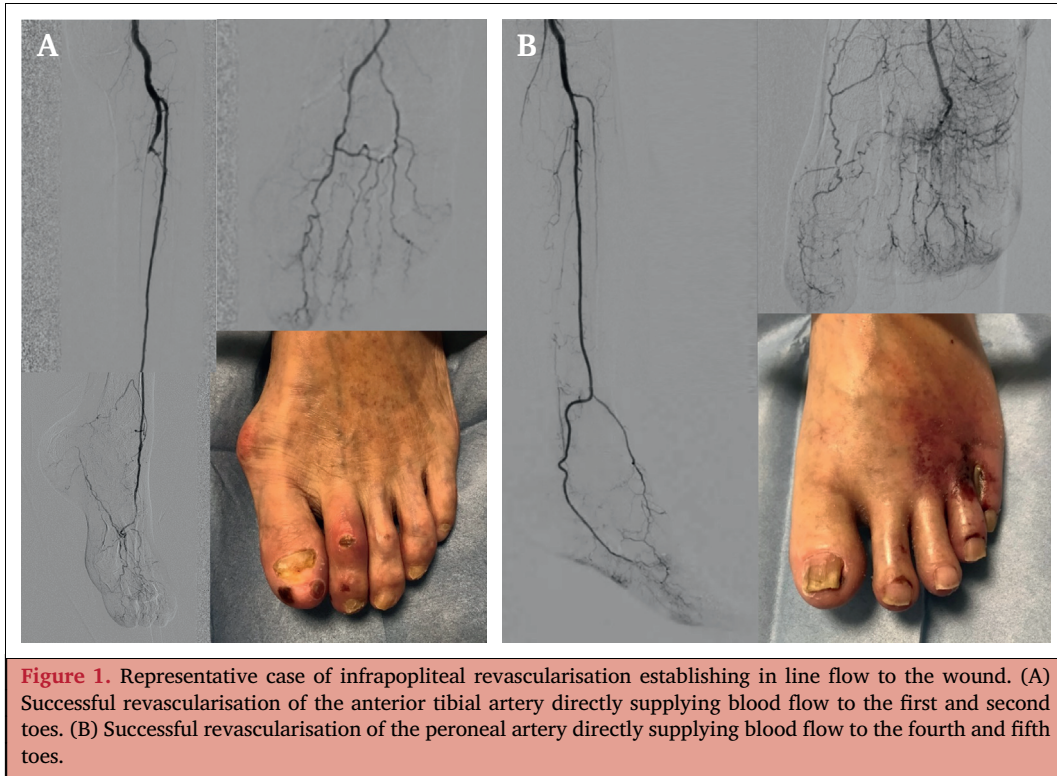 A
B
Figure 1. Representative case of infrapopliteal revascularisation establishing in line flow to the wound. (A)
Successful revascularisation of the anterior tibial artery directly supplying blood flow to the first and second
toes. (B) Successful revascularisation of the peroneal artery directly supplying blood flow to the fourth and fifth
toes.